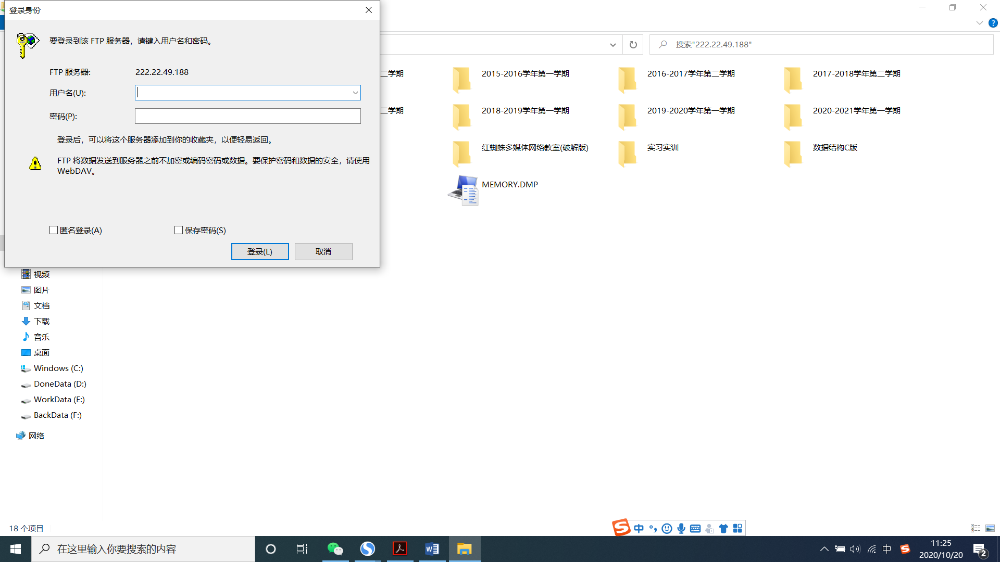 登录身份
要登录到该 FTP 服务器，请键入用户名和密码。
FTP 服务器:
222.22.49.188
用户名(U):
密码(P):
登录后，可以将这个服务器添加到你的收藏夹，以便轻易返回。
FTP 将数据发送到服务器之前不加密或编码密码或数据。要保护密码和数据的安全，请使用
WebDAV。
匿名登录(A)
保存密码(S)
登录(L)
取消
搜索"222.22.49.188"
二学期
2015-2016学年第一学期
2016-2017学年第二学期
2017-2018学年第二学期
二学期
2018-2019学年第一学期
2019-2020学年第一学期
2020-2021学年第一学期
红蜘蛛多媒体网络教室(破解版)
实习实训
数据结构C版
MEMORY.DMP
视频
图片
文档
下载
音乐
桌面
Windows (C:)
DoneData (D:)
WorkData (E:)
BackData (F:)
网络
18 个项目
中
在这里输入你要搜索的内容
中
11:25
2020/10/20
2